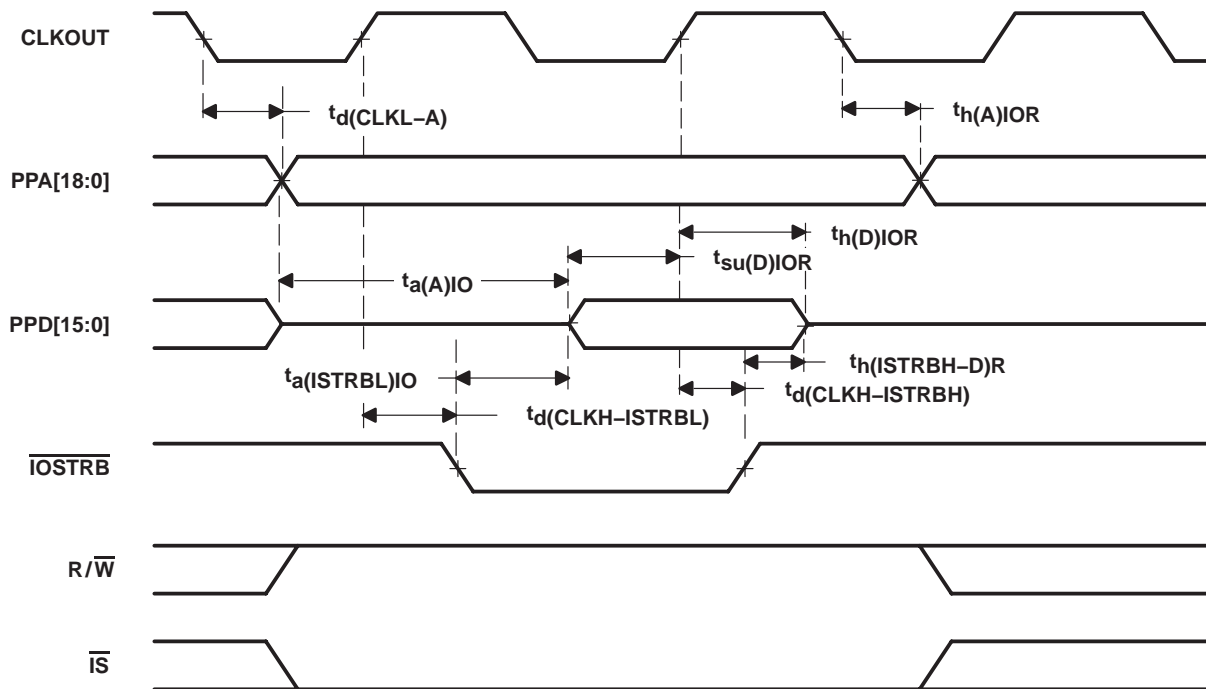 CLKOUT
td(CLKL–A)
th(A)IOR
PPA[18:0]
th(D)IOR
tsu(D)IOR
ta(A)IO
PPD[15:0]
th(ISTRBH–D)R
ta(ISTRBL)IO
td(CLKH–ISTRBH)
td(CLKH–ISTRBL)
IOSTRB
R/W
IS